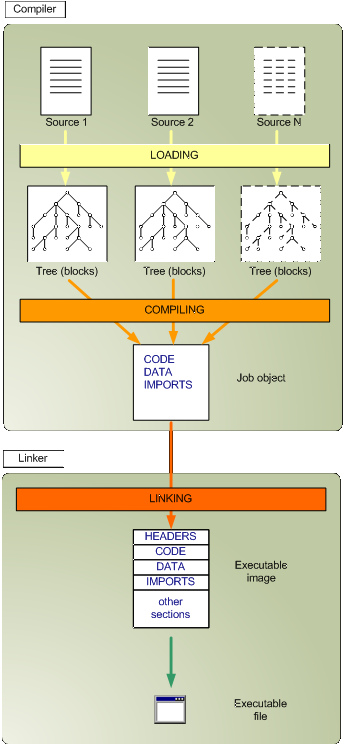 Compiler
Source 1
Source 2
Source N
LOADING
Tree (blocks)
Tree (blocks)
Tree (blocks)
COMPILING
CODE
DATA
IMPORTS
Job object
Linker
LINKING
HEADERS
CODE
DATA
IMPORTS
other
sections
Executable
image
Executable
file